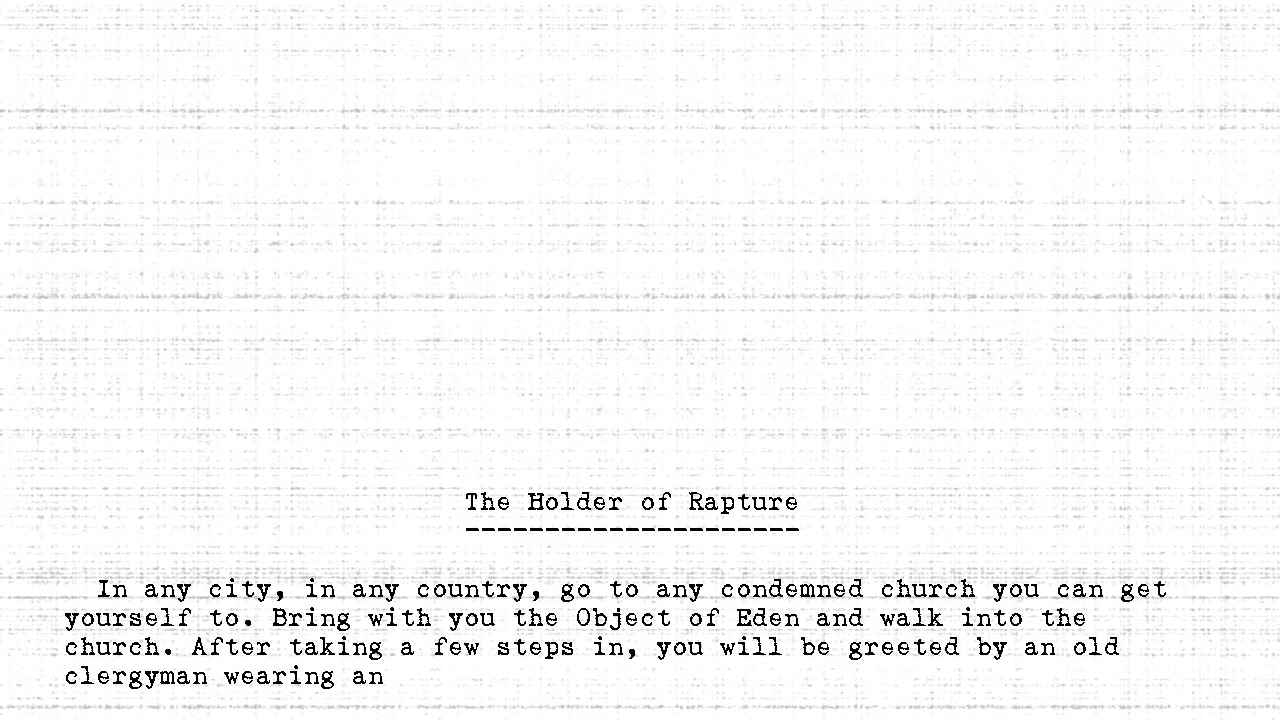 The Holder of Rapture
In any city, in any country, go to any condemned church you can get
yourself to. Bring with you the Object of Eden and walk into the
church. After taking a few steps in, you will be greeted by an old
clergyman wearing an